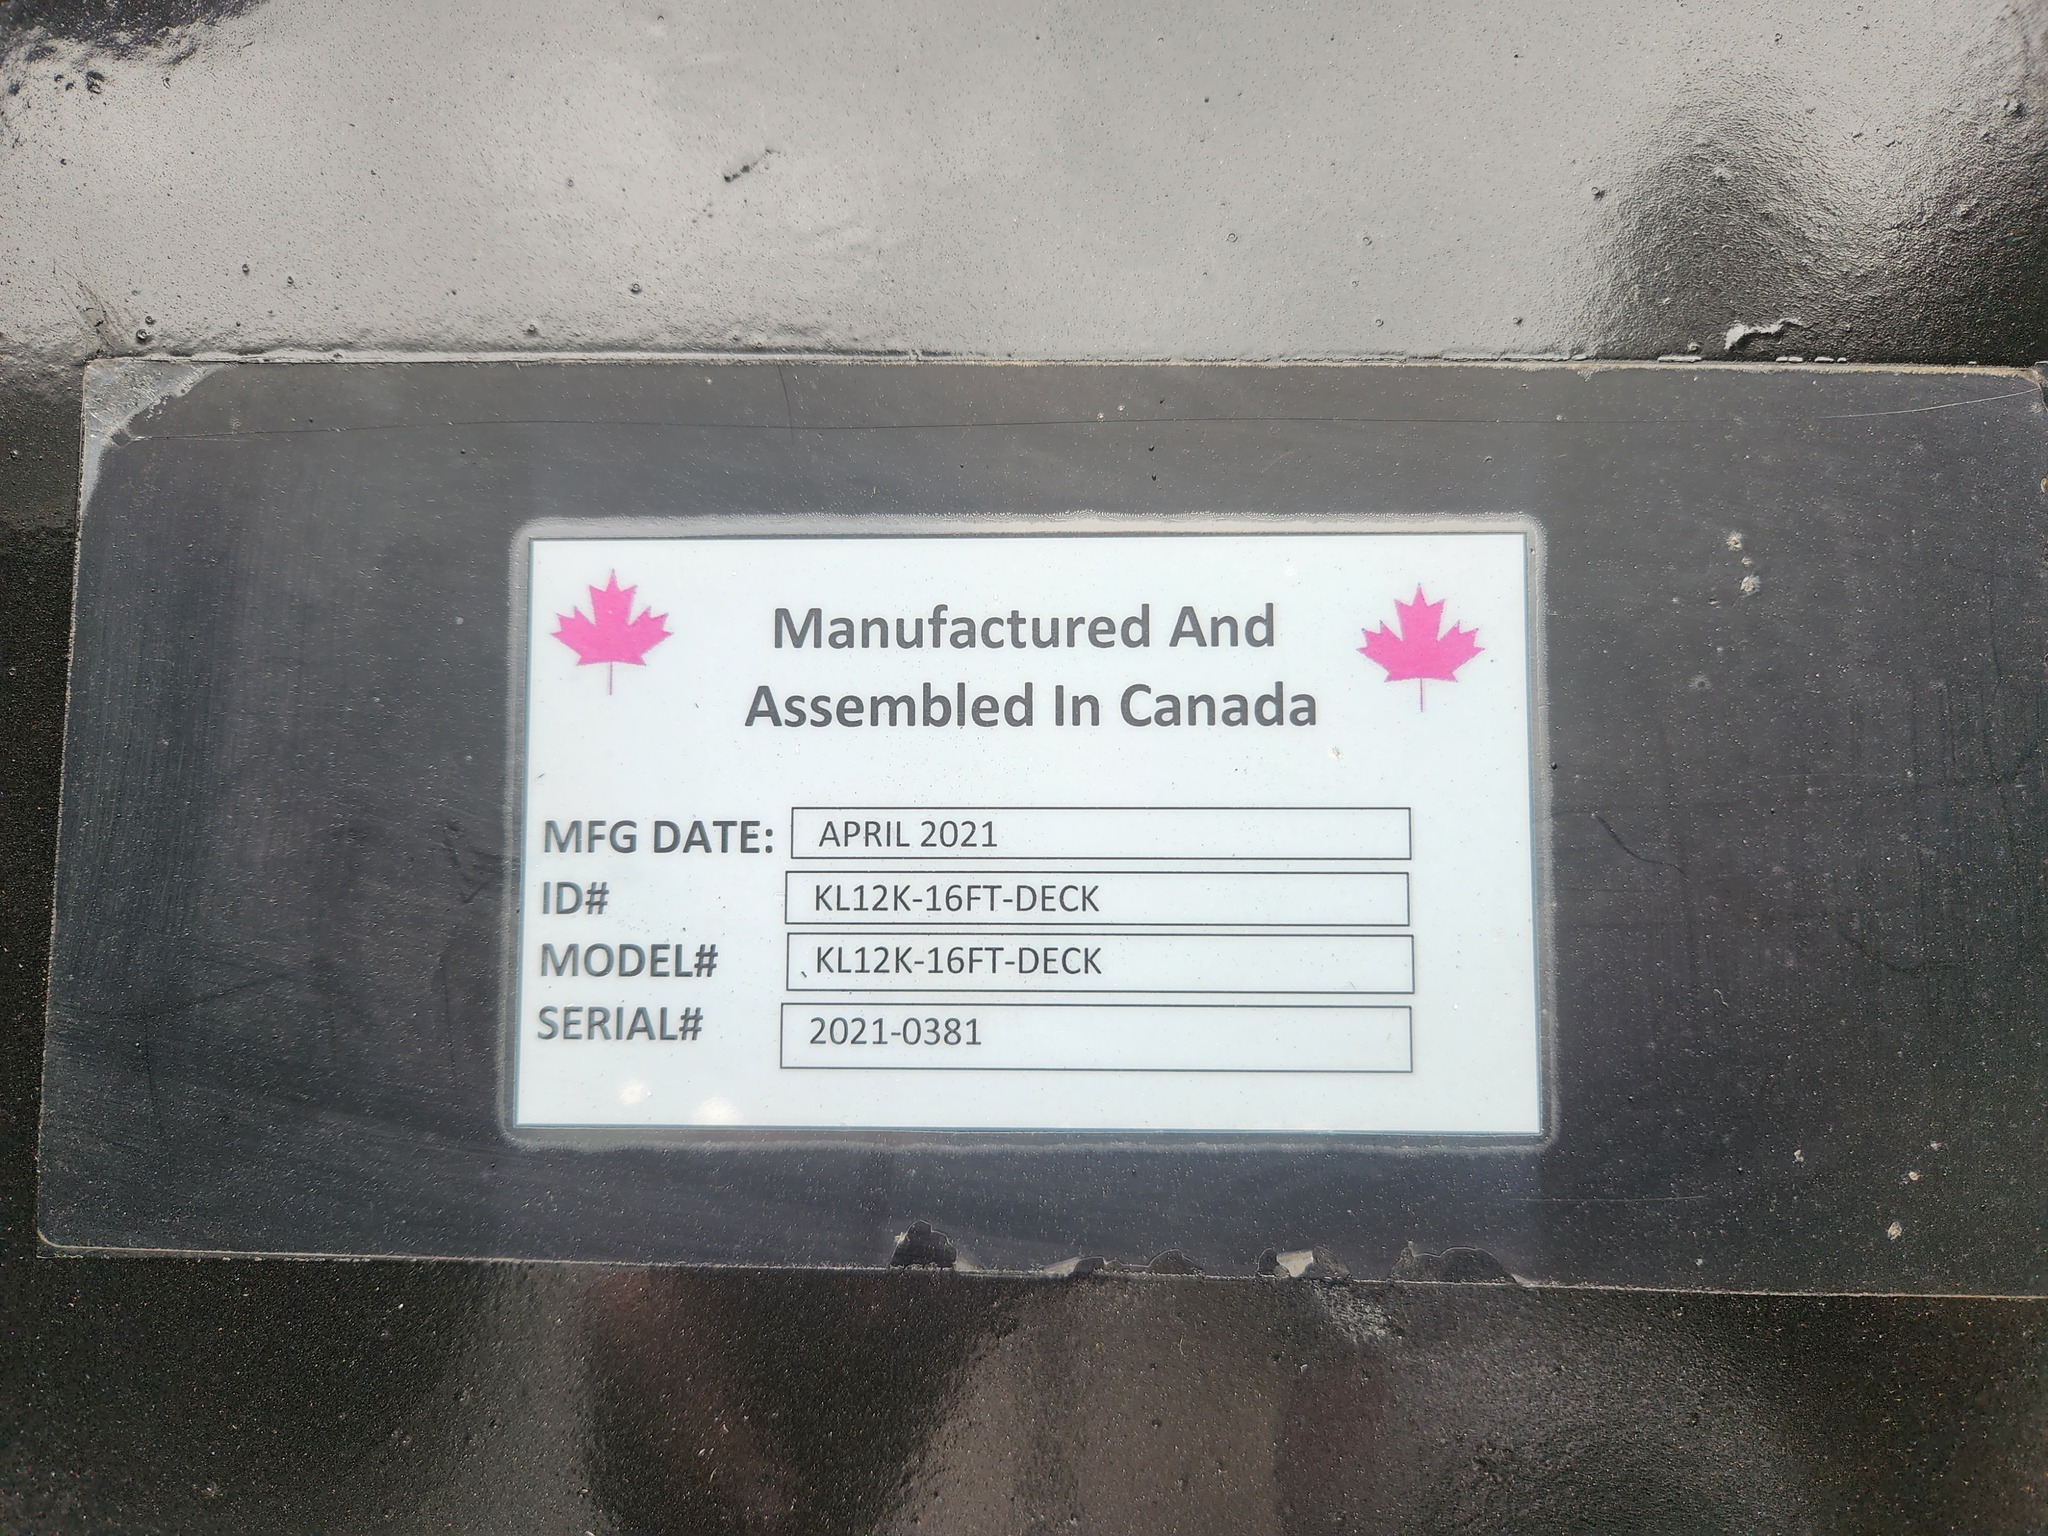 Manufactured And
Assembled In Canada
MFG DATE: APRIL 2021
ID# KL12K-16FT-DECK
MODEL# KL12K-16FT-DECK
SERIAL# 2021-0381